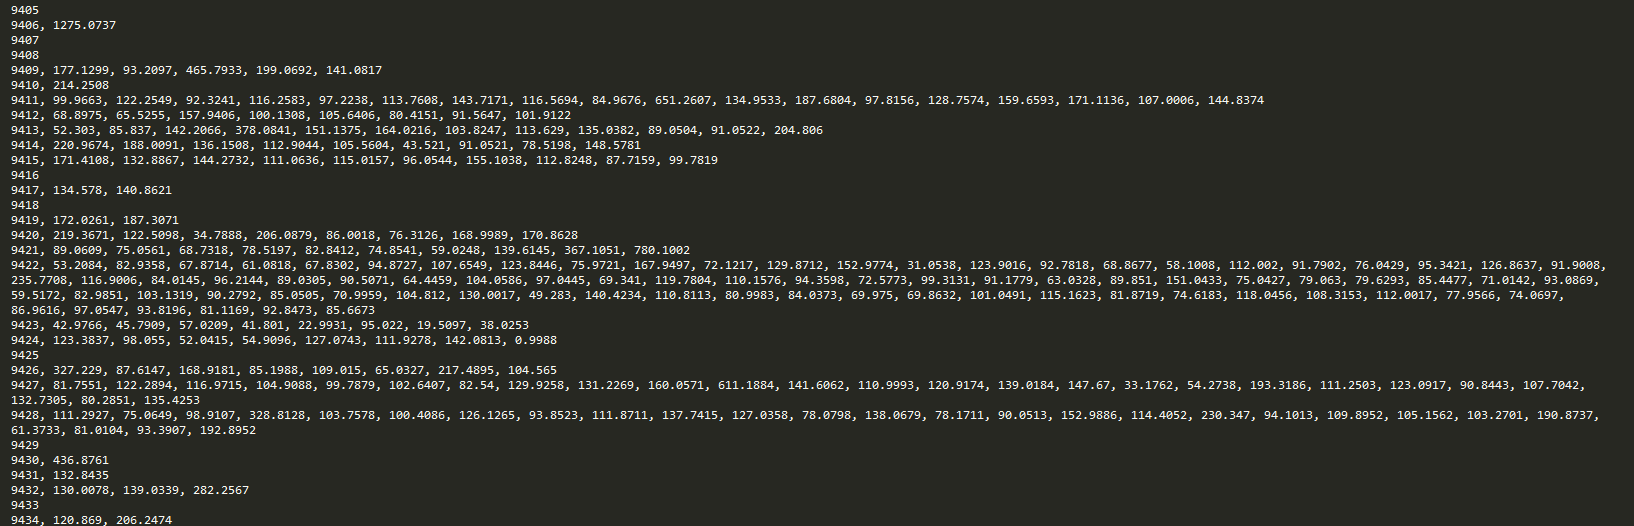 9405
9406, 1275.0737
9407
9408
9409, 177.1299, 93.2097, 465.7933, 199.0692, 141.0817
9410, 214.2508
9411, 99.9663, 122.2549, 92.3241, 116.2583, 97.2238, 113.7608, 143.7171, 116.5694, 84.9676, 651.2607, 134.9533, 187.6804, 97.8156, 128.7574, 159.6593, 171.1136, 107.0006, 144.8374
9412, 68.8975, 65.5255, 157.9406, 100.1308, 105.6406, 80.4151, 91.5647, 101.9122
9413, 52.303, 85.837, 142.2066, 378.0841, 151.1375, 164.0216, 103.8247, 113.629, 135.0382, 89.0504, 91.0522, 204.806
9414, 220.9674, 188.0091, 136.1508, 112.9044, 105.5604, 43.521, 91.0521, 78.5198, 148.5781
9415, 171.4108, 132.8867, 144.2732, 111.0636, 115.0157, 96.0544, 155.1038, 112.8248, 87.7159, 99.7819
9416
9417, 134.578, 140.8621
9418
9419, 172.0261, 187.3071
9420, 219.3671, 122.5098, 34.7888, 206.0879, 86.0018, 76.3126, 168.9989, 170.8628
9421, 89.0609, 75.0561, 68.7318, 78.5197, 82.8412, 74.8541, 59.0248, 139.6145, 367.1051, 780.1002
9422, 53.2084, 82.9358, 67.8714, 61.0818, 67.8302, 94.8727, 107.6549, 123.8446, 75.9721, 167.9497, 72.1217, 129.8712, 152.9774, 31.0538, 123.9016, 92.7818, 68.8677, 58.1008, 112.002, 91.7902, 76.0429, 95.3421, 126.8637, 91.9008,
235.7708, 116.9006, 84.0145, 96.2144, 89.0305, 90.5071, 64.4459, 104.0586, 97.0445, 69.341, 119.7804, 110.1576, 94.3598, 72.5773, 99.3131, 91.1779, 63.0328, 89.851, 151.0433, 75.0427, 79.063, 79.6293, 85.4477, 71.0142, 93.0869,
59.5172, 82.9851, 103.1319, 90.2792, 85.0505, 70.9959, 104.812, 130.0017, 49.283, 140.4234, 110.8113, 80.9983, 84.0373, 69.975, 69.8632, 101.0491, 115.1623, 81.8719, 74.6183, 118.0456, 108.3153, 112.0017, 77.9566, 74.0697,
86.9616, 97.0547, 93.8196, 81.1169, 92.8473, 85.6673
9423, 42.9766, 45.7909, 57.0209, 41.801, 22.9931, 95.022, 19.5097, 38.0253
9424, 123.3837, 98.055, 52.0415, 54.9096, 127.0743, 111.9278, 142.0813, 0.9988
9425
9426, 327.229, 87.6147, 168.9181, 85.1988, 109.015, 65.0327, 217.4895, 104.565
9427, 81.7551, 122.2894, 116.9715, 104.9088, 99.7879, 102.6407, 82.54, 129.9258, 131.2269, 160.0571, 611.1884, 141.6062, 110.9993, 120.9174, 139.0184, 147.67, 33.1762, 54.2738, 193.3186, 111.2503, 123.0917, 90.8443, 107.7042,
132.7305, 80.2851, 135.4253
9428, 111.2927, 75.0649, 98.9107, 328.8128, 103.7578, 100.4086, 126.1265, 93.8523, 111.8711, 137.7415, 127.0358, 78.0798, 138.0679, 78.1711, 90.0513, 152.9886, 114.4052, 230.347, 94.1013, 109.8952, 105.1562, 103.2701, 190.8737,
61.3733, 81.0104, 93.3907, 192.8952
9429
9430, 436.8761
9431, 132.8435
9432, 130.0078, 139.0339, 282.2567
9433
9434, 120.869, 206.2474